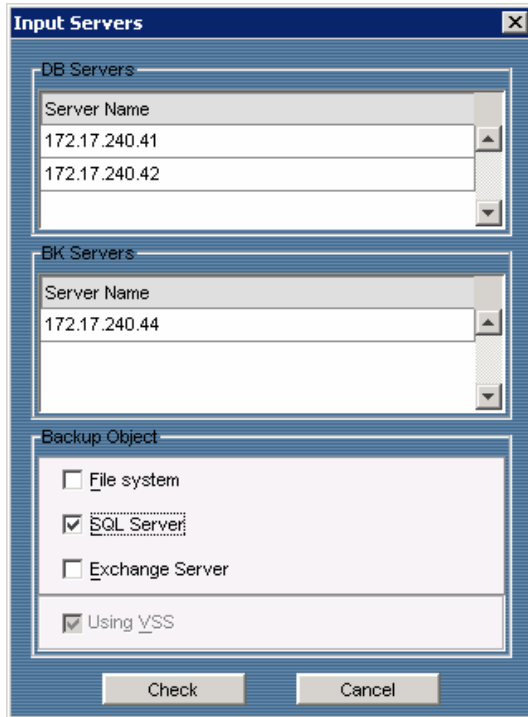 Input Servers
DB Servers
Server Name
172.17.240.41
172.17.240.42
BK Servers
Server Name
172.17.240.44
Backup Object
File system
SQL Server
Exchange Server
Using VSS
Check
Cancel